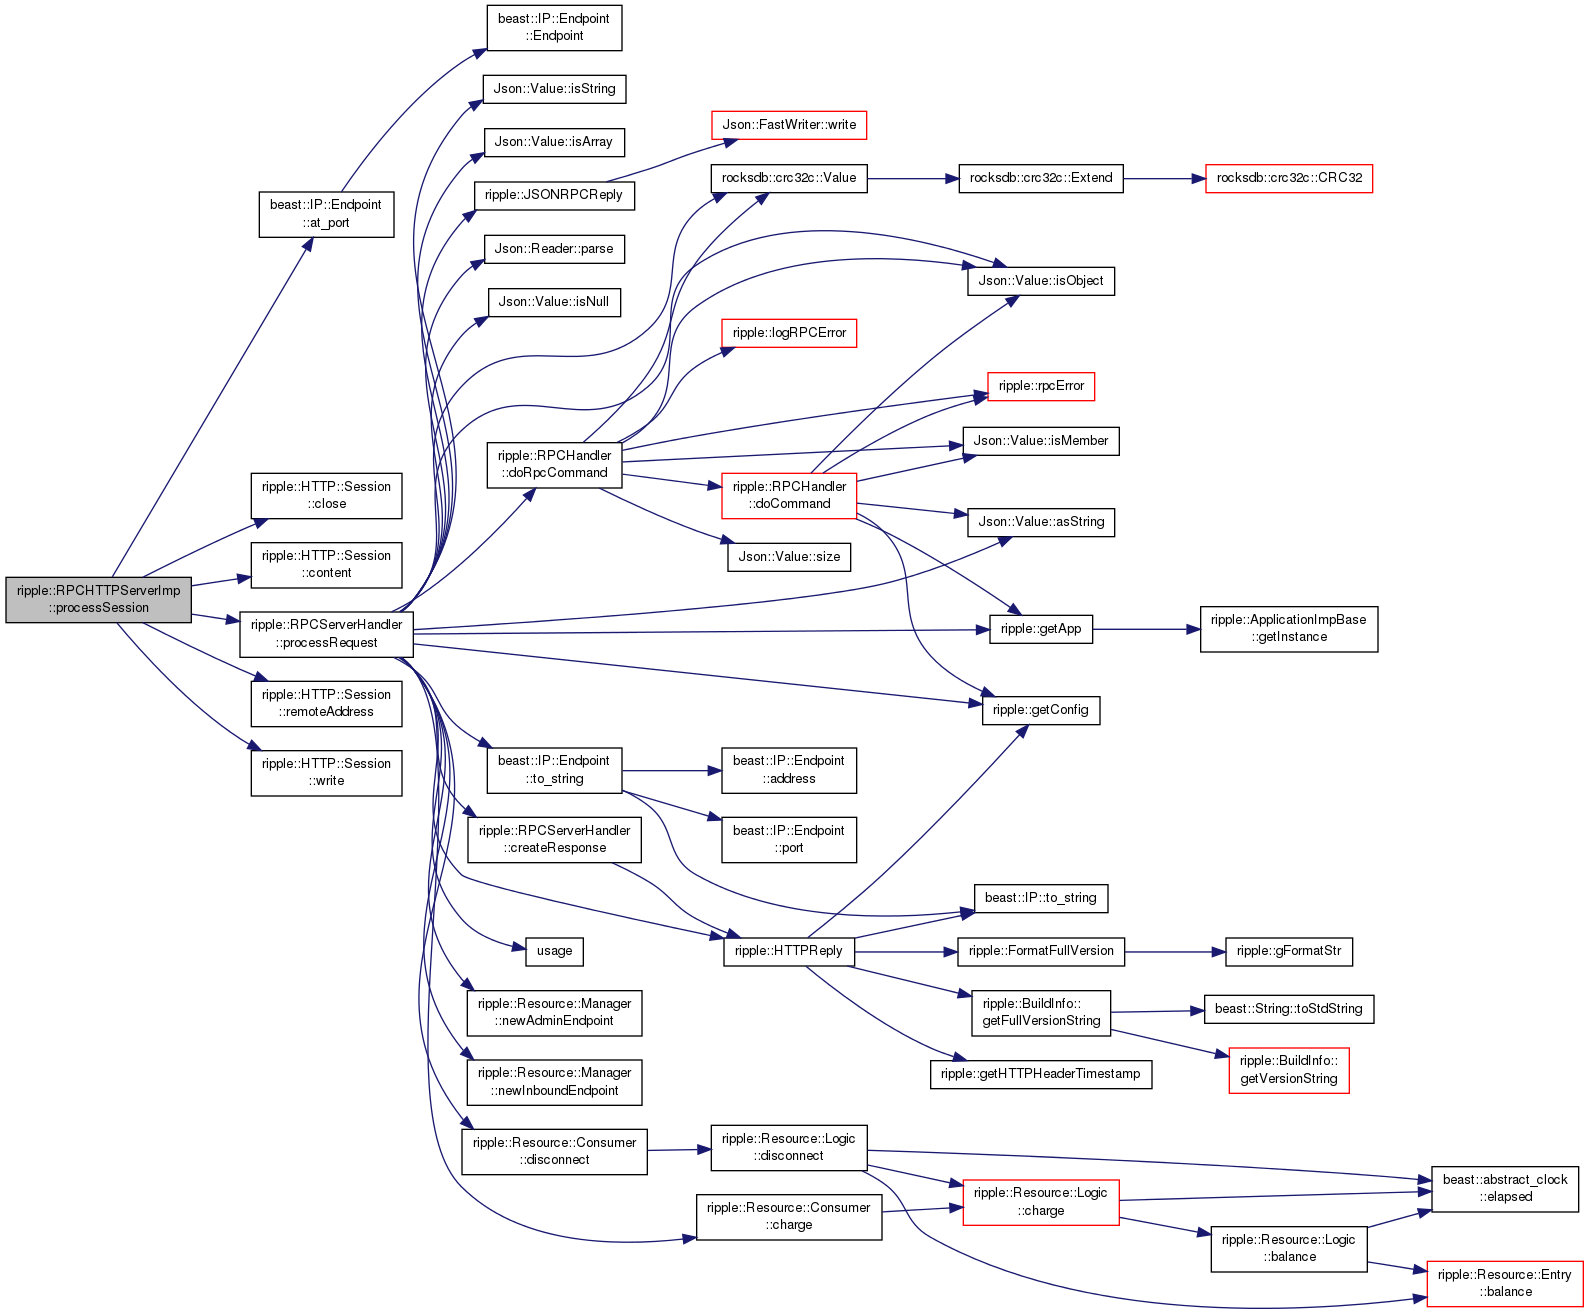 beast::IP::Endpoint
::Endpoint
Json::Value::isString
Json::FastWriter::write
Json::Value::isArray
rocksdb::crc32c::Value
rocksdb::crc32c::Extend
rocksdb::crc32c::CRC32
ripple::JSONRPCReply
beast::IP::Endpoint
::at_port
Json::Reader::parse
Json::Value::isObject
Json::Value::isNull
ripple::logRPCError
ripple::rpcError
Json::Value::isMember
ripple::RPCHandler
::doRpcCommand
ripple::HTTP::Session
::close
ripple::RPCHandler
::doCommand
Json::Value::asString
Json::Value::size
ripple::HTTP::Session
::content
ripple::RPCHTTPServerImp
::processSession
ripple::RPCServerHandler
::processRequest
ripple::getApp
ripple::ApplicationImpBase
::getInstance
ripple::HTTP::Session
::remoteAddress
ripple::getConfig
ripple::HTTP::Session
::write
beast::IP::Endpoint
::to_string
beast::IP::Endpoint
::address
ripple::RPCServerHandler
::createResponse
beast::IP::Endpoint
::port
beast::IP::to_string
usage
ripple::HTTPReply
ripple::FormatFullVersion
ripple::gFormatStr
ripple::Resource::Manager
::newAdminEndpoint
ripple::BuildInfo::
getFullVersionString
beast::String::toStdString
ripple::Resource::Manager
::newInboundEndpoint
ripple::getHTTPHeaderTimestamp
ripple::BuildInfo::
getVersionString
ripple::Resource::Consumer
::disconnect
ripple::Resource::Logic
::disconnect
ripple::Resource::Consumer
::charge
ripple::Resource::Logic
::charge
beast::abstract_clock
::elapsed
ripple::Resource::Logic
::balance
ripple::Resource::Entry
::balance